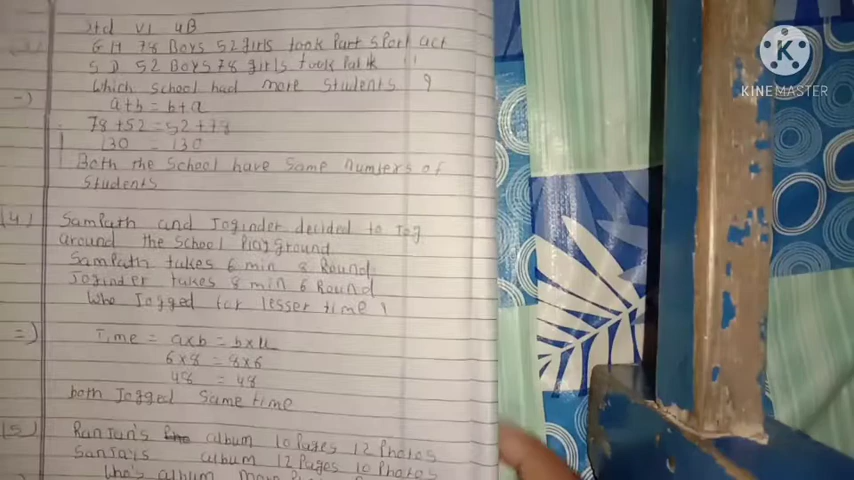 Std VI 4B
G H 78 Boys 52 girls took Part Sport act
S D 52 Boys 78 girls took Part "
Which School had more Students ?
a+b = b+a
78+52 = 52+78
130 = 130
Both the School have Same Numbers of
Students
(4) SamPath and Joginder decided to Jog
around the School Playground
SamPath takes 6 min 8 Round
Joginder takes 8 min 6 Round
Who Jogged for lesser time
=) Time = axb = bxa
6x8 = 8x6
48 = 48
both Jogged Same time
(5) RanJan's album 10 Pages 12 Photos
SanJay's album 12 Pages 10 Photos
Who's album more
K
KINEMASTER